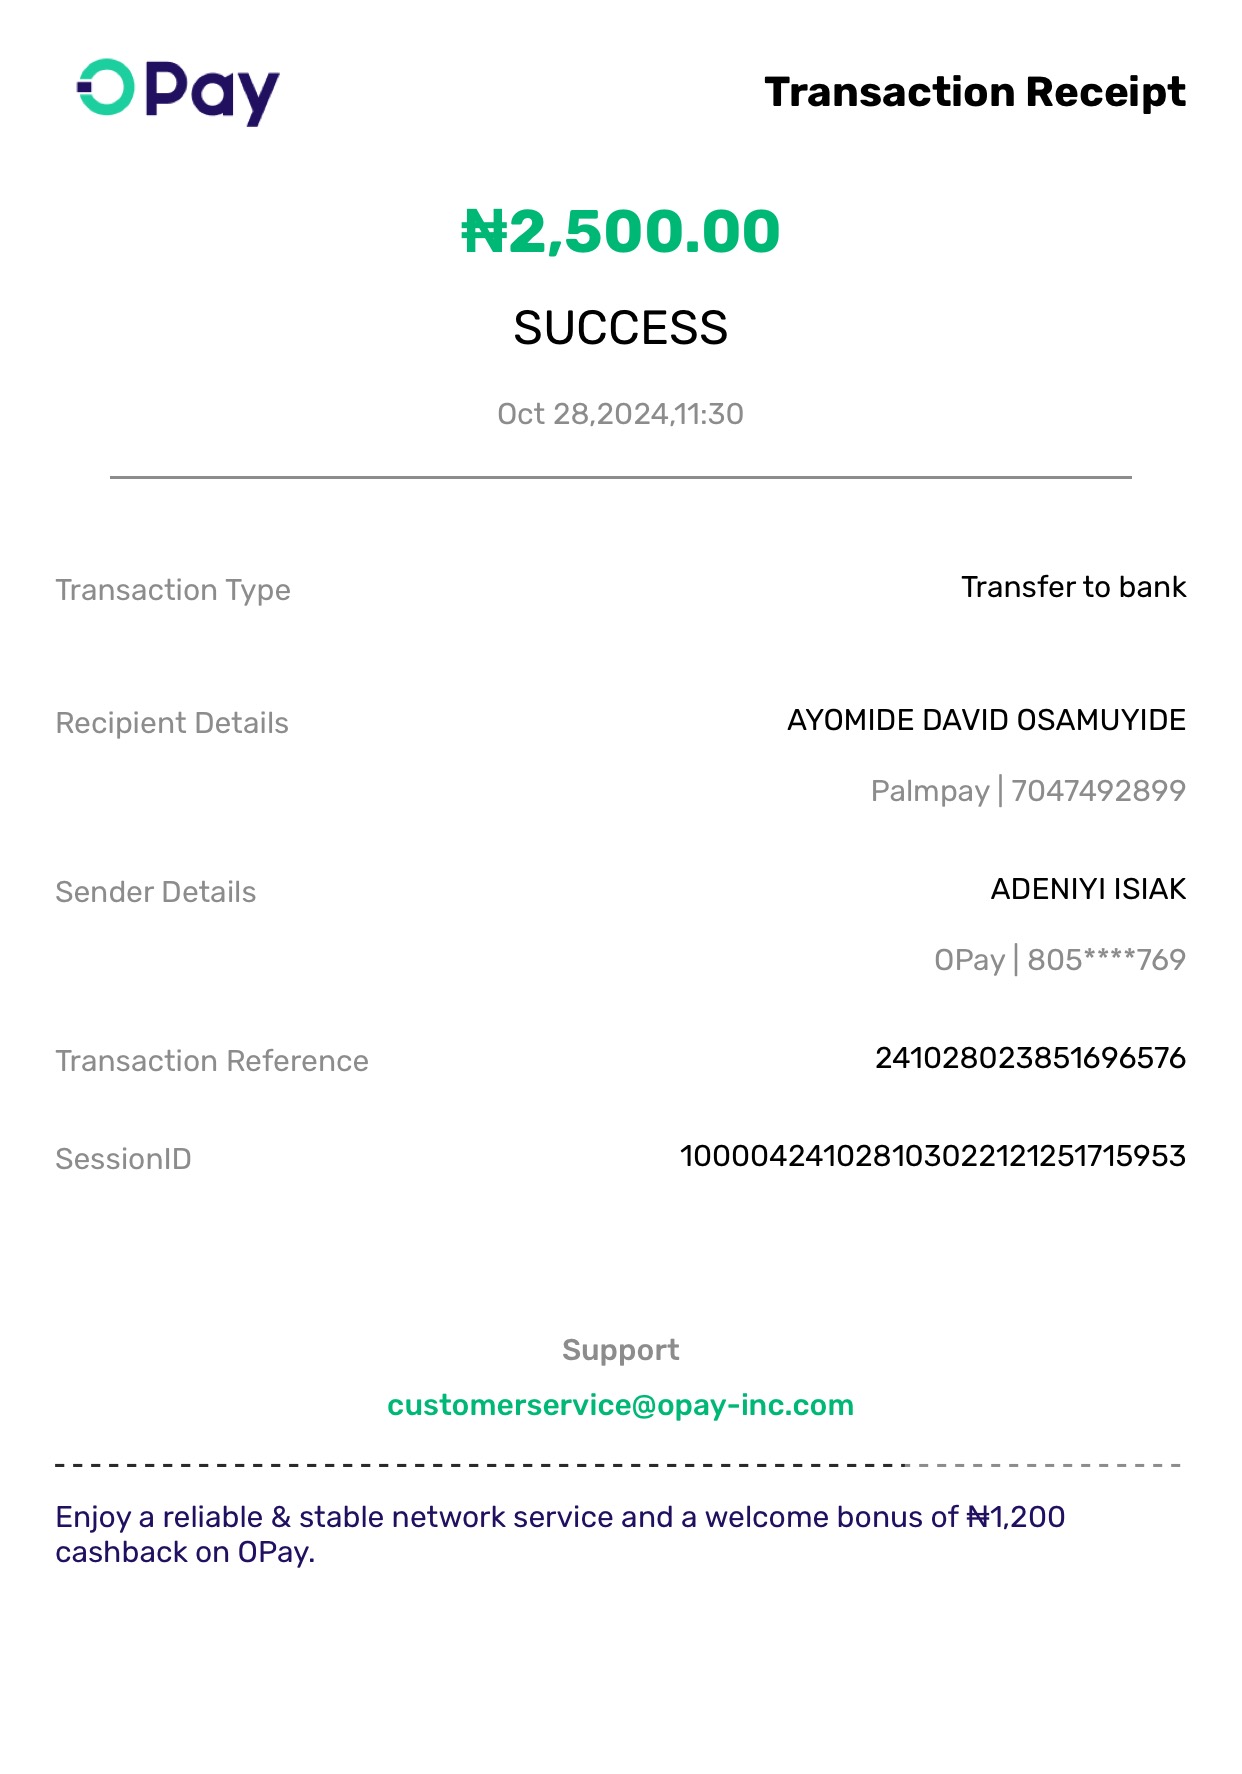 OPay
Transaction Receipt
₦2,500.00
SUCCESS
Oct 28,2024,11:30
Transaction Type
Transfer to bank
Recipient Details
AYOMIDE DAVID OSAMUYIDE
Palmpay | 7047492899
Sender Details
ADENIYI ISIAK
OPay | 805****769
Transaction Reference
241028023851696576
SessionID
100004241028103022121251715953
Support
customerservice@opay-inc.com
Enjoy a reliable & stable network service and a welcome bonus of ₦1,200
cashback on OPay.